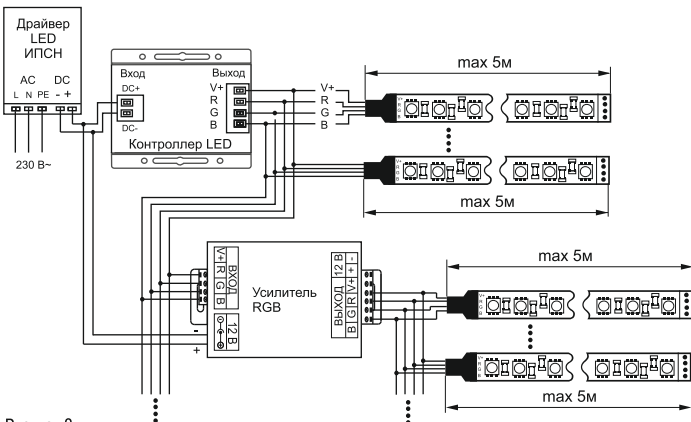 Драйвер
LED
ИПСН
AC DC
L N PE - +
230 В~
Вход
DC+
DC-
Выход
V+
R
G
B
Контроллер LED
V+
R
G
B
max 5м
V+
R
G
B
max 5м
V+
R
G
B
V+ R G B
ВХОД
12 В
- +
Усилитель
RGB
ВЫХОД 12 В
B G R V+ + -
-
+
max 5м
V+
R
G
B
max 5м
V+
R
G
B